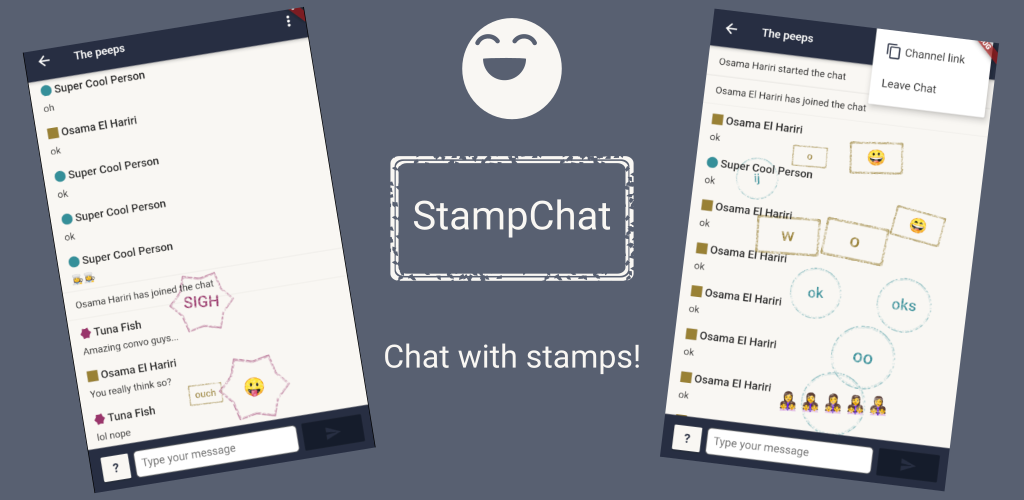 The peeps
Super Cool Person
oh
Osama El Hariri
ok
Super Cool Person
ok
Super Cool Person
ok
Super Cool Person
Osama Hariri has joined the chat
SIGH
Tuna Fish
Amazing convo guys...
Osama El Hariri
You really think so?
ouch
Tuna Fish
lol nope
?
Type your message
StampChat
Chat with stamps!
The peeps
Channel link
Leave Chat
Osama Hariri started the chat
Osama El Hariri has joined the chat
Osama El Hariri
ok
o
Super Cool Person
ok
ij
Osama El Hariri
ok
w
o
Osama El Hariri
ok
Osama El Hariri
ok
ok
oks
Osama El Hariri
ok
oo
Osama El Hariri
ok
?
Type your message